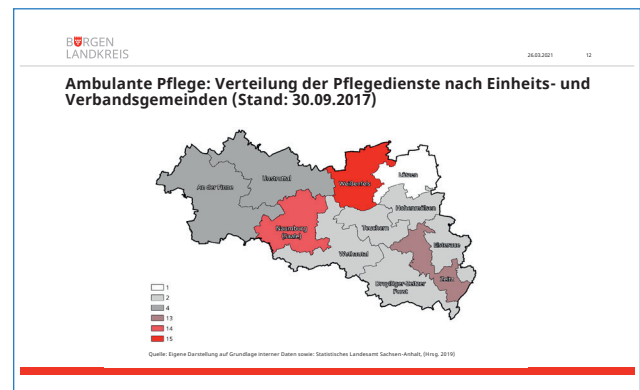 BURGEN
LANDKREIS
26.03.2021 12
Ambulante Pflege: Verteilung der Pflegedienste nach Einheits- und
Verbandsgemeinden (Stand: 30.09.2017)
An der Finne
Unstruttal
Weißenfels
Lützen
Hohenmölsen
Naumburg
(Saale)
Teuchern
Elsteraue
Wethautal
Zeitz
Droyßiger-Zeitzer
Forst
1
2
4
13
14
15
Quelle: Eigene Darstellung auf Grundlage interner Daten sowie: Statistisches Landesamt Sachsen-Anhalt, (Hrsg. 2019)